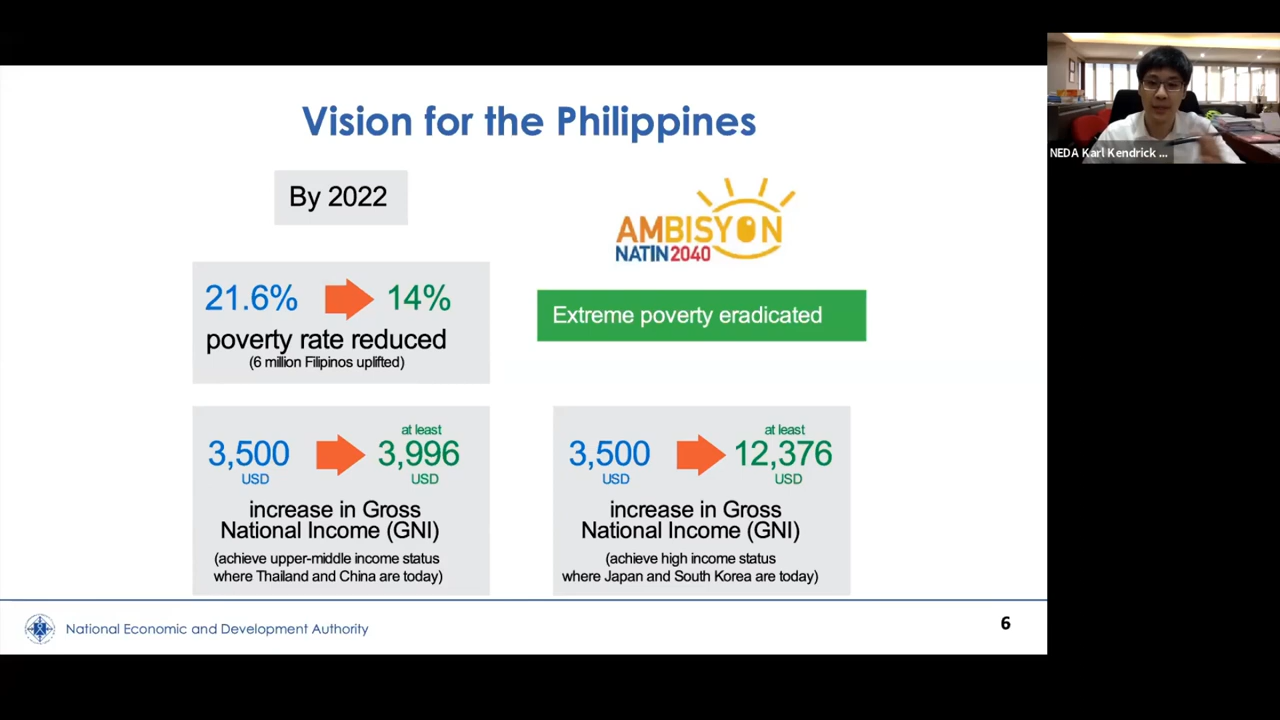 Vision for the Philippines
By 2022
21.6% 14%
poverty rate reduced
(6 million Filipinos uplifted)
3,500
USD
at least
3,996
USD
increase in Gross
National Income (GNI)
(achieve upper-middle income status
where Thailand and China are today)
AMBISYON
NATIN 2040
Extreme poverty eradicated
3,500
USD
at least
12,376
USD
increase in Gross
National Income (GNI)
(achieve high income status
where Japan and South Korea are today)
National Economic and Development Authority
6
NEDA Karl Kendrick ...